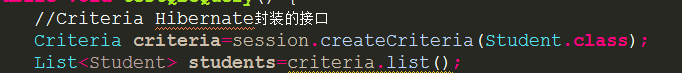 //Criteria Hibernate封装的接口
Criteria criteria=session.createCriteria(Student.class);
List<Student> students=criteria.list();